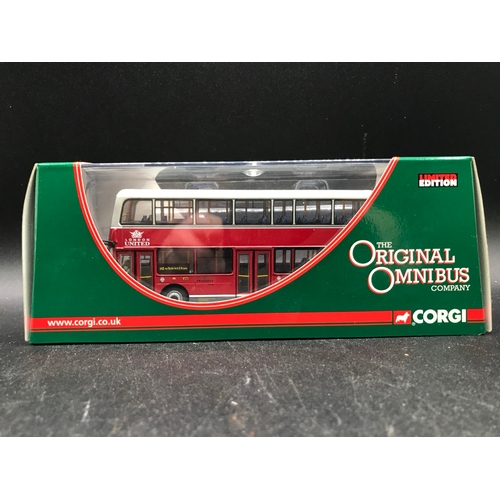 LIMITED
EDITION
THE
ORIGINAL
OMNIBUS
COMPANY
LONDON
UNITED
www.corgi.co.uk
CORGI